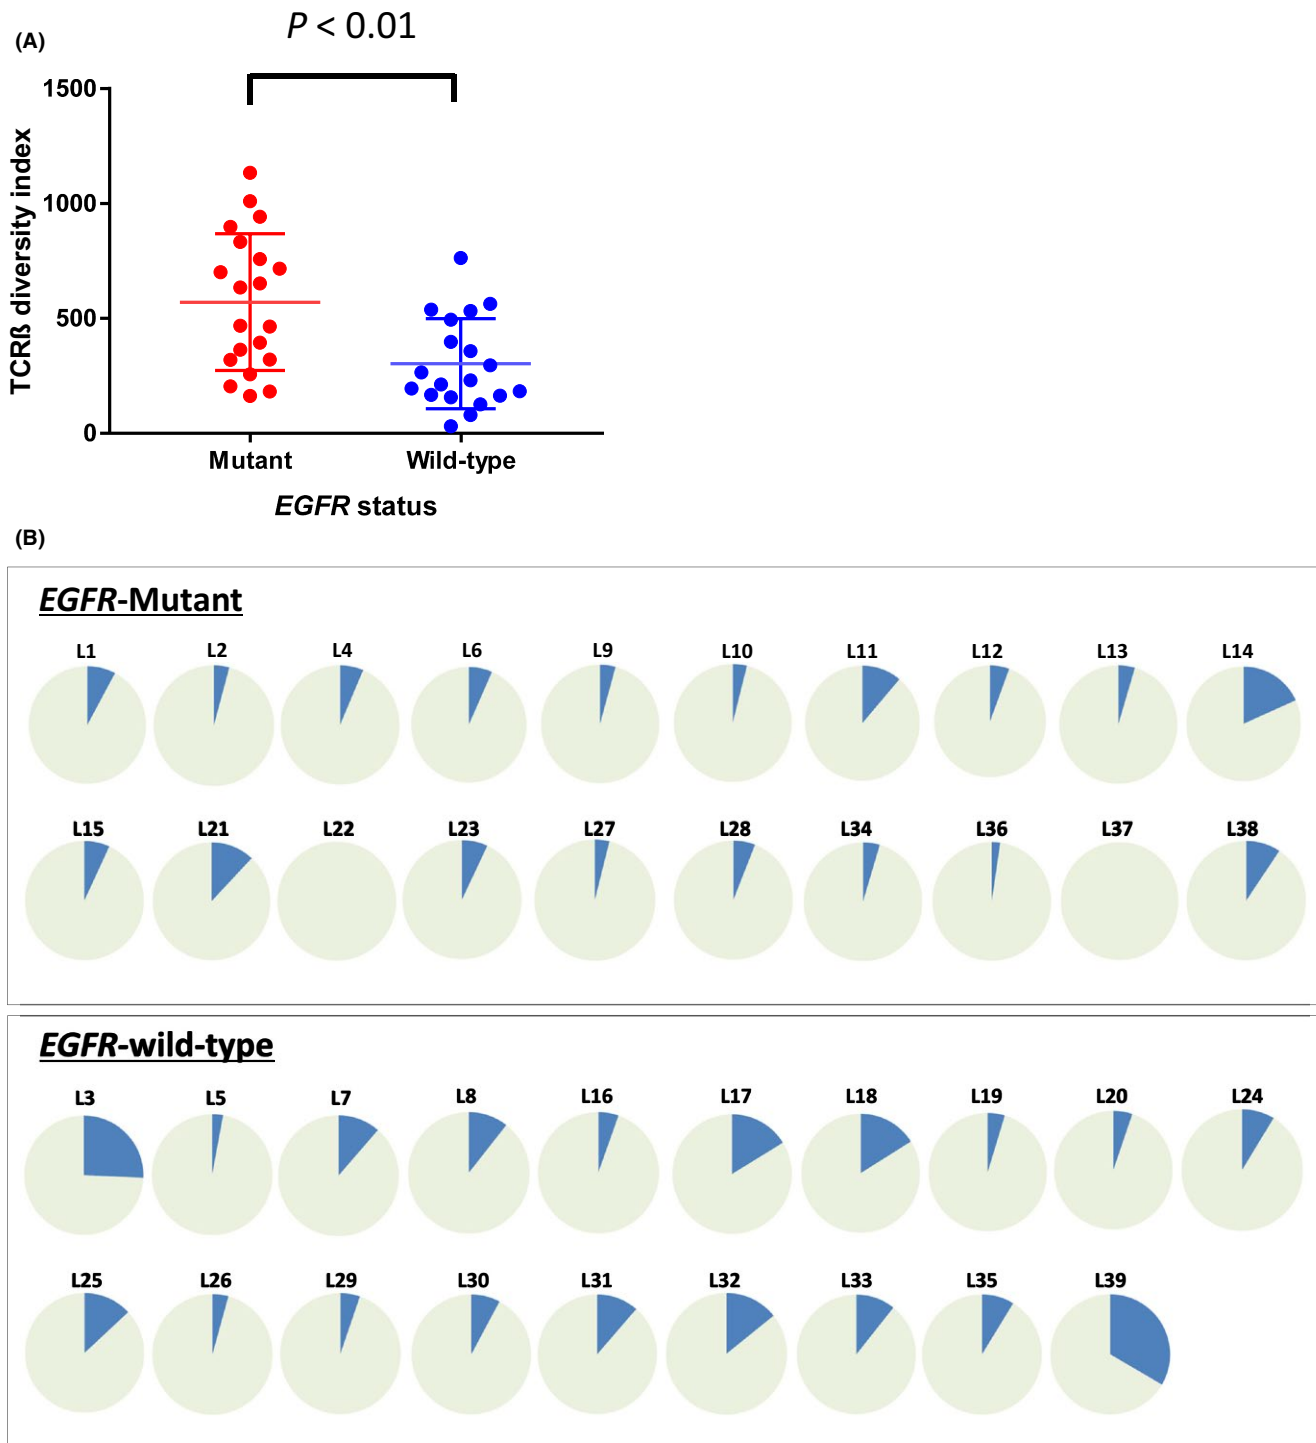 (A)
P < 0.01
1500
1000
500
0
TCRß diversity index
Mutant Wild-type
EGFR status
(B)
EGFR-Mutant
L1 L2 L4 L6 L9 L10 L11 L12 L13 L14
L15 L21 L22 L23 L27 L28 L34 L36 L37 L38
EGFR-wild-type
L3 L5 L7 L8 L16 L17 L18 L19 L20 L24
L25 L26 L29 L30 L31 L32 L33 L35 L39